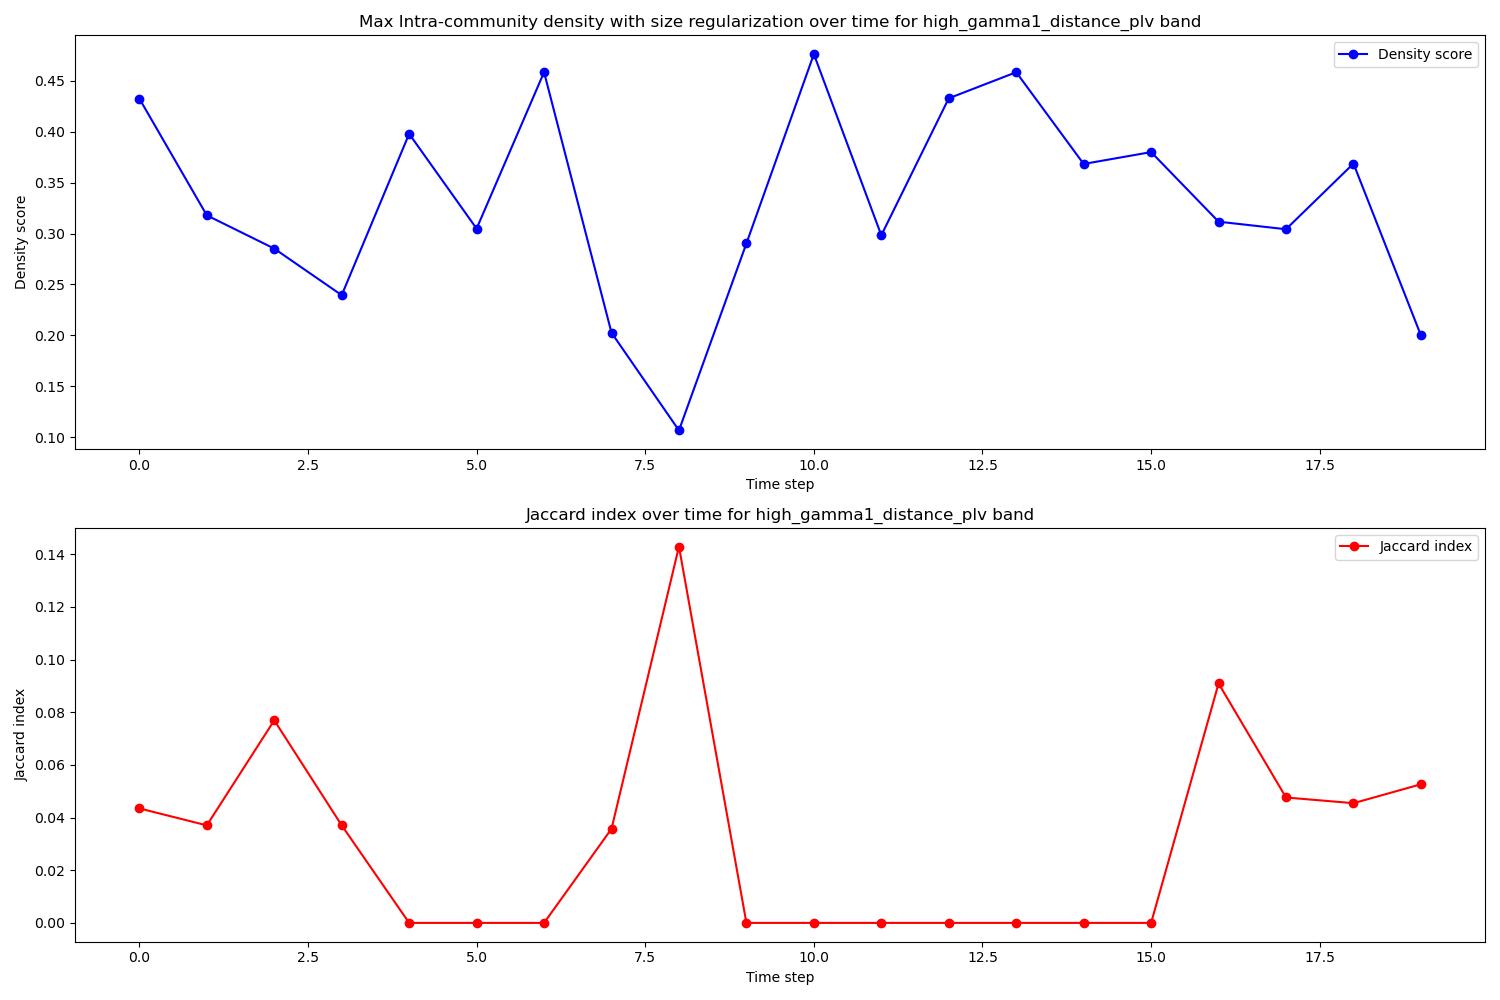 Max Intra-community density with size regularization over time for high_gamma1_distance_plv band
Density score
0.45
0.40
0.35
0.30
0.25
0.20
0.15
0.10
Density score
0.0 2.5 5.0 7.5 10.0 12.5 15.0 17.5
Time step
Jaccard index over time for high_gamma1_distance_plv band
Jaccard index
0.14
0.12
0.10
0.08
0.06
0.04
0.02
0.00
Jaccard index
0.0 2.5 5.0 7.5 10.0 12.5 15.0 17.5
Time step